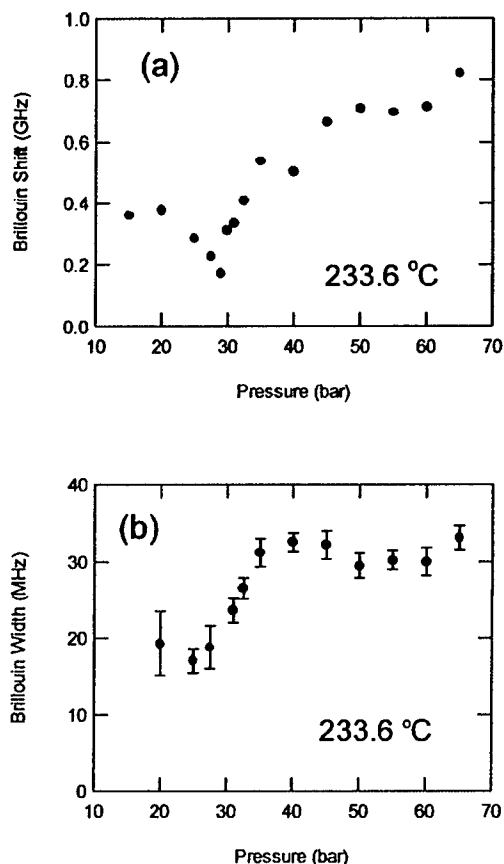 1.0
(a)
0.8
0.6
0.4
0.2
0.0
Brillouin Shift (GHz)
233.6 °C
10 20 30 40 50 60 70
Pressure (bar)
40
(b)
30
20
10
0
Brillouin Width (MHz)
233.6 °C
10 20 30 40 50 60 70
Pressure (bar)